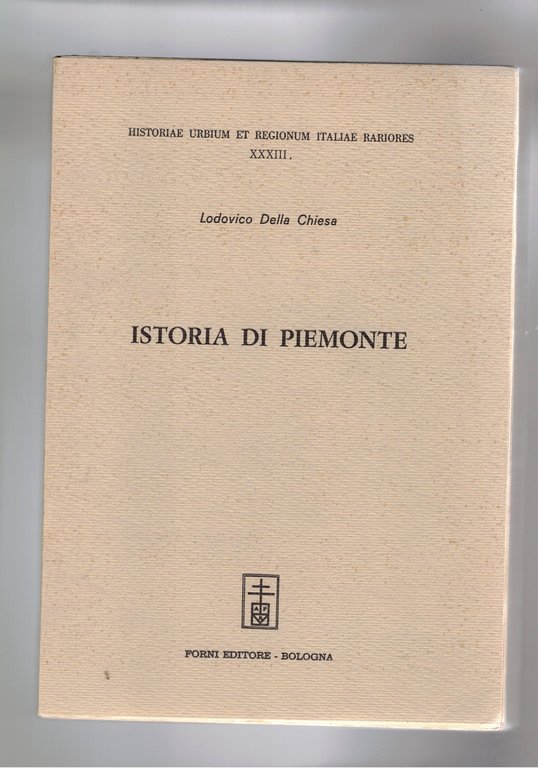 HISTORIAE URBIUM ET REGIONUM ITALIAE RARIORES
XXXIII.
Lodovico Della Chiesa
ISTORIA DI PIEMONTE
FORNI EDITORE - BOLOGNA